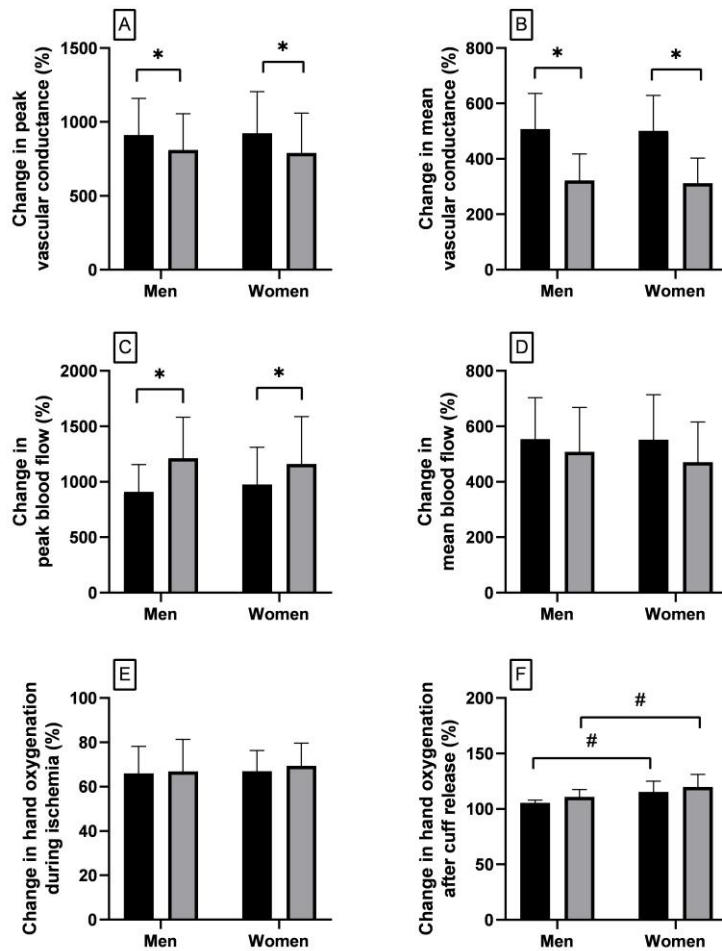 A
Change in peak
vascular conductance (%)
1500
1000
500
0
*
*
Men
Women
B
Change in mean
vascular conductance (%)
800
600
400
200
0
*
*
Men
Women
C
Change in
peak blood flow (%)
2000
1500
1000
500
0
*
*
Men
Women
D
Change in
mean blood flow (%)
800
600
400
200
0
Men
Women
E
Change in hand oxygenation
during ischemia (%)
100
80
60
40
20
0
Men
Women
F
Change in hand oxygenation
after cuff release (%)
200
150
100
50
0
#
#
Men
Women